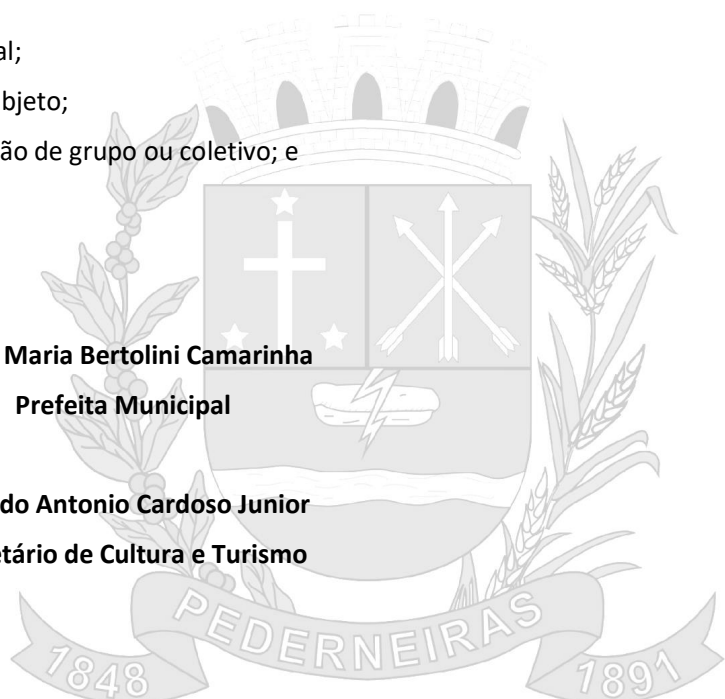 al;
bjeto;
ão de grupo ou coletivo; e
Maria Bertolini Camarinha
Prefeita Municipal
do Antonio Cardoso Junior
etário de Cultura e Turismo
PEDERNEIRAS
1848
1891